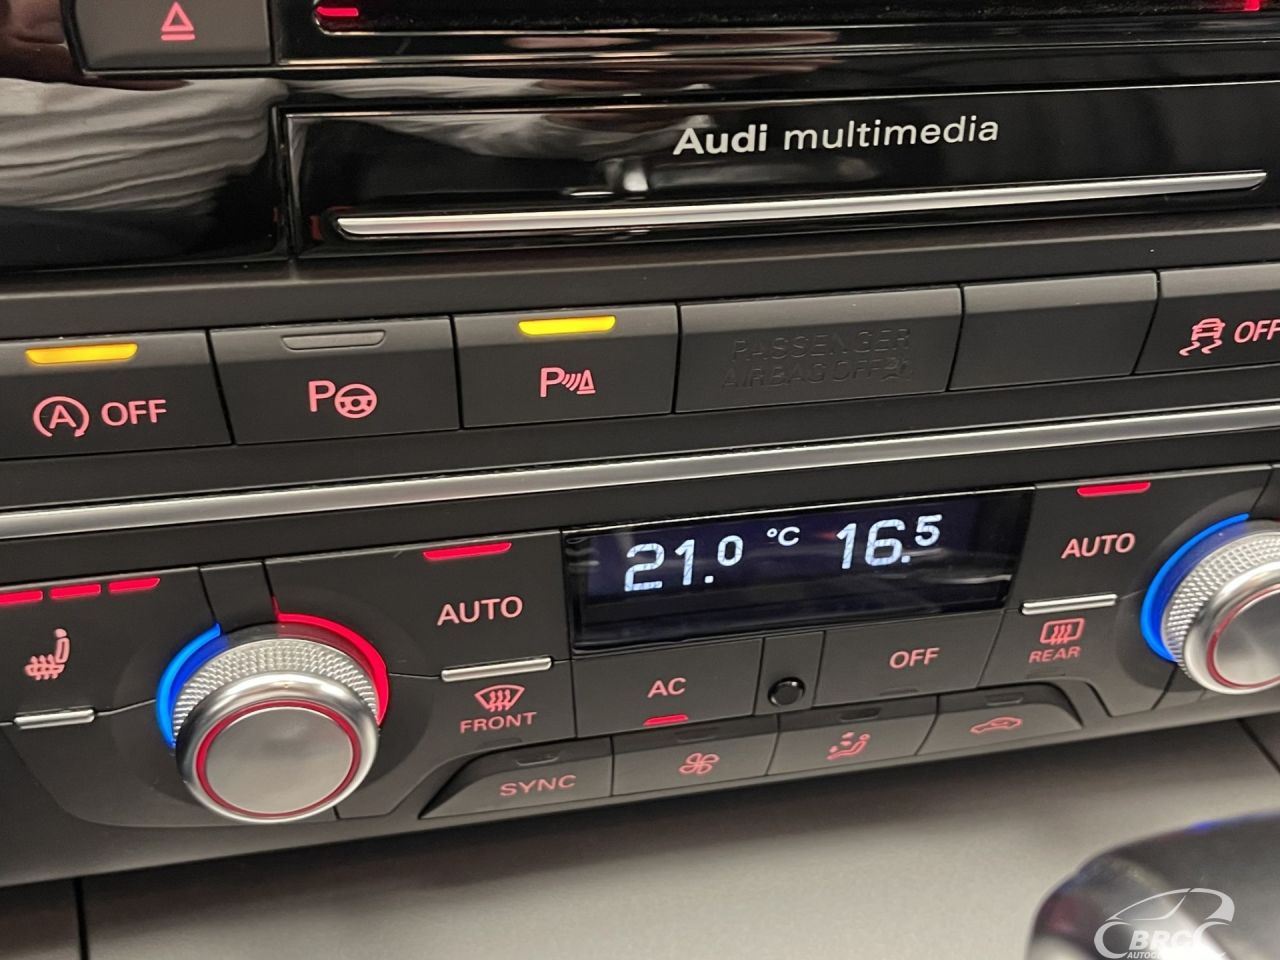 Audi multimedia
A OFF
P
P
PASSENGER
AIRBAG OFF
OFF
21.0 °C 16.5
AUTO
AUTO
FRONT
AC
OFF
REAR
SYNC
BRC